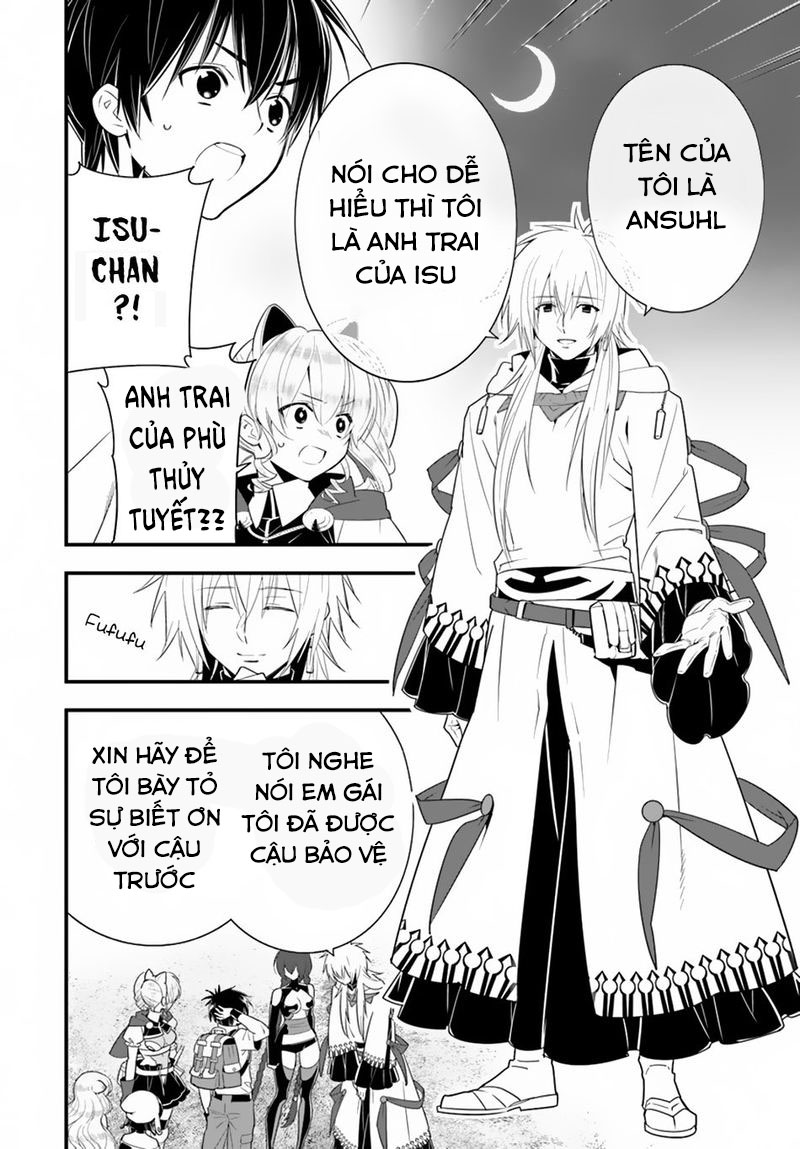 TÊN CỦA
TÔI LÀ
ANSUHL
NÓI CHO DỄ
HIỂU THÌ TÔI
LÀ ANH TRAI
CỦA ISU
ISU-
CHAN
?!
ANH TRAI
CỦA PHÙ
THỦY
TUYẾT??
Fufufu
TÔI NGHE
NÓI EM GÁI
TÔI ĐÃ ĐƯỢC
CẬU BẢO VỆ
XIN HÃY ĐỂ
TÔI BÀY TỎ
SỰ BIẾT ƠN
VỚI CẬU
TRƯỚC